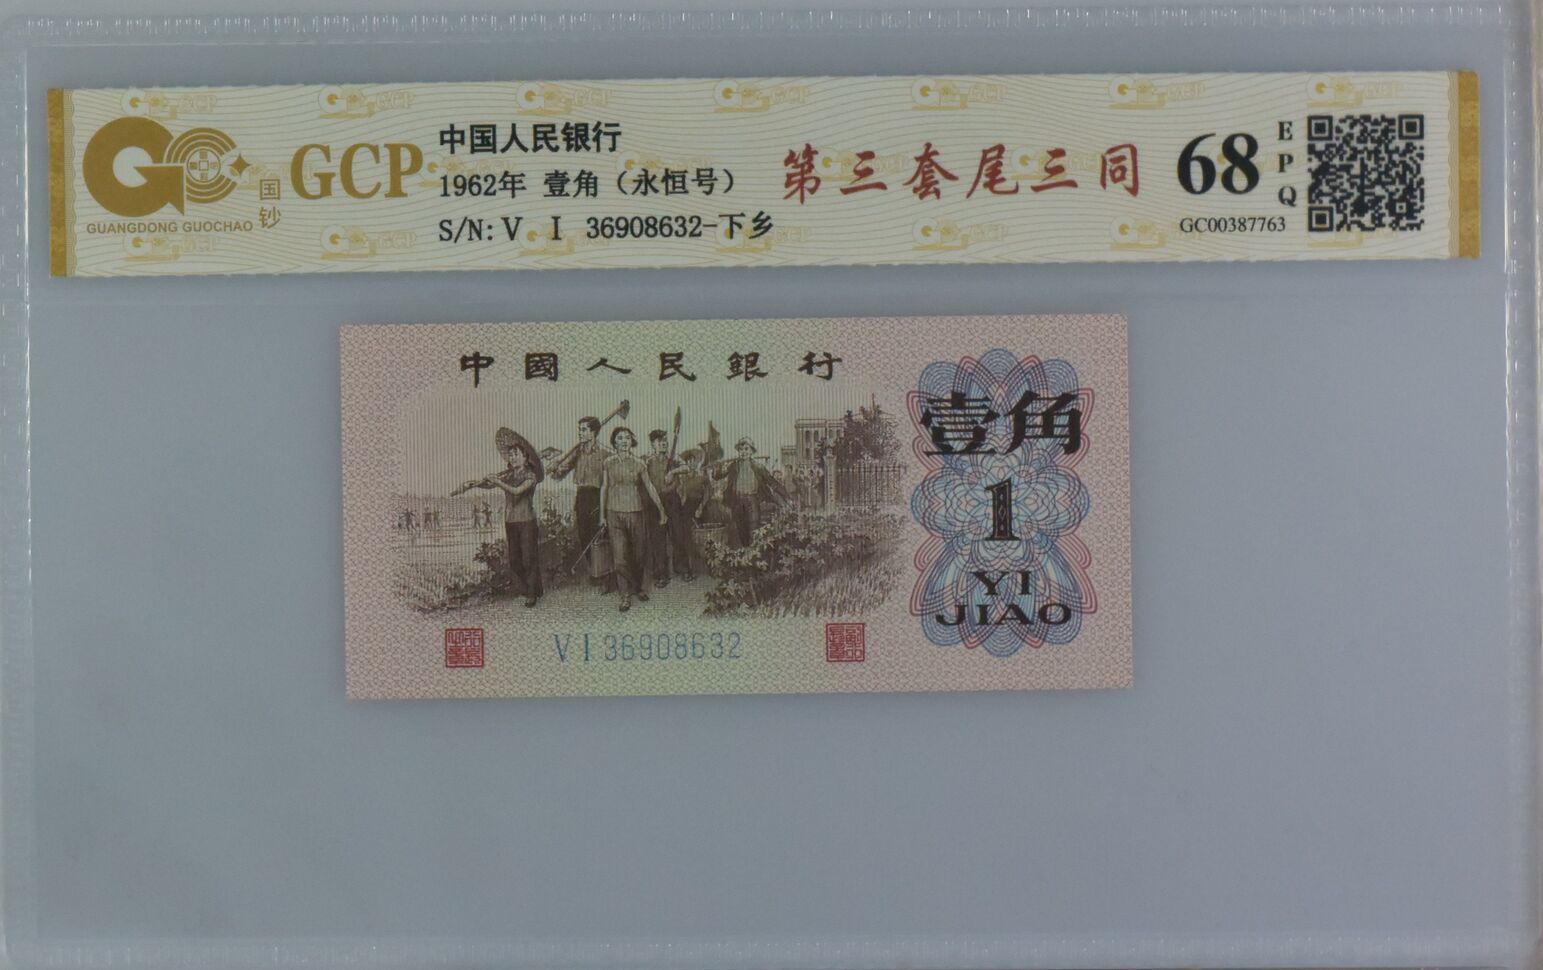 GCP
国钞
GUANGDONG GUOCHAO
中国人民银行
1962年 壹角（永恒号）
S/N: V I 36908632-下乡
第三套尾三同
68
EPQ
GC00387763
中國人民銀行
壹角
1
YI
JIAO
VI36908632